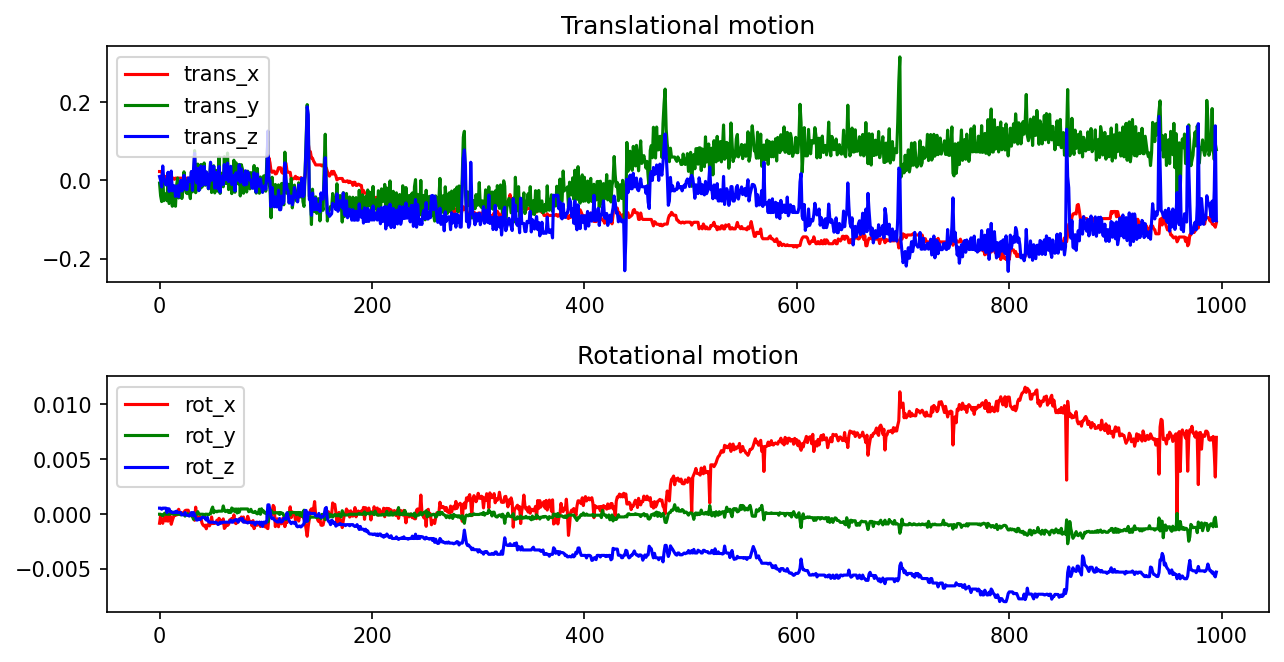 Translational motion
trans_x
trans_y
trans_z
0.2
0.0
−0.2
0 200 400 600 800 1000
Rotational motion
rot_x
rot_y
rot_z
0.010
0.005
0.000
−0.005
0 200 400 600 800 1000